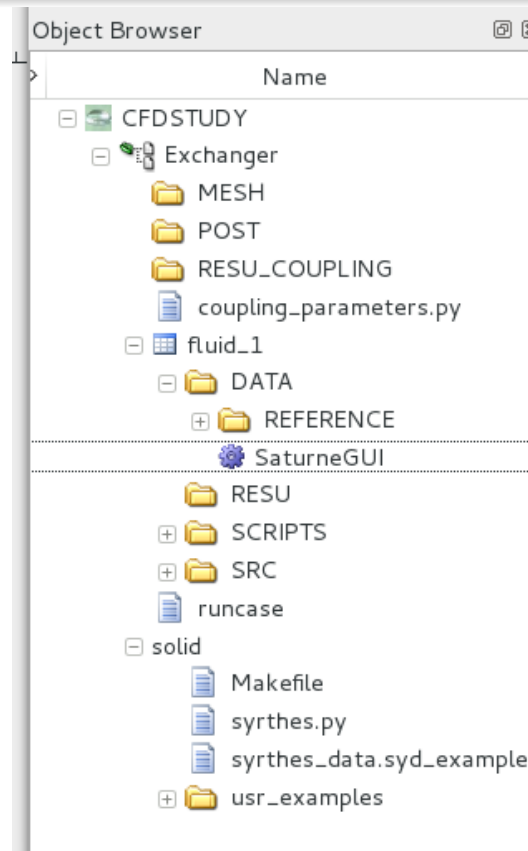 Object Browser
Name
CFDSTUDY
Exchanger
MESH
POST
RESU_COUPLING
coupling_parameters.py
fluid_1
DATA
REFERENCE
SaturneGUI
RESU
SCRIPTS
SRC
runcase
solid
Makefile
syrthes.py
syrthes_data.syd_example
usr_examples